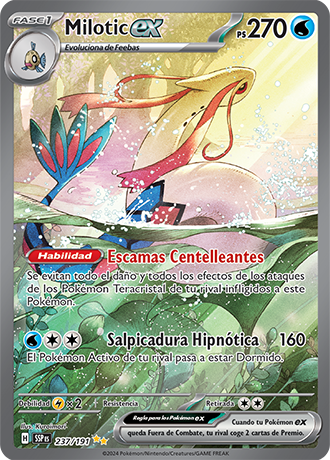 FASE 1 Milotic ex PS 270
Evoluciona de Feebas
Habilidad Escamas Centelleantes
Se evitan todo el daño y todos los efectos de los ataques
de los Pokémon Teracristal de tu rival infligidos a este
Pokémon.
Salpicadura Hipnótica 160
El Pokémon Activo de tu rival pasa a estar Dormido.
Debilidad ×2 Resistencia Retirada
Ilus. Kuroimori
Regla para los Pokémon ex
Cuando tu Pokémon ex
queda Fuera de Combate, tu rival coge 2 cartas de Premio.
H SSP ES 237/191
©2024 Pokémon/Nintendo/Creatures/GAME FREAK